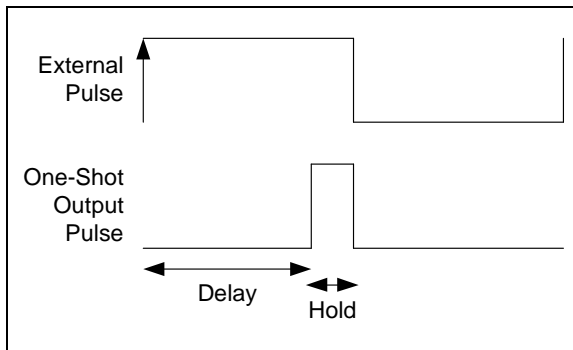 External
Pulse
One-Shot
Output
Pulse
Delay
Hold